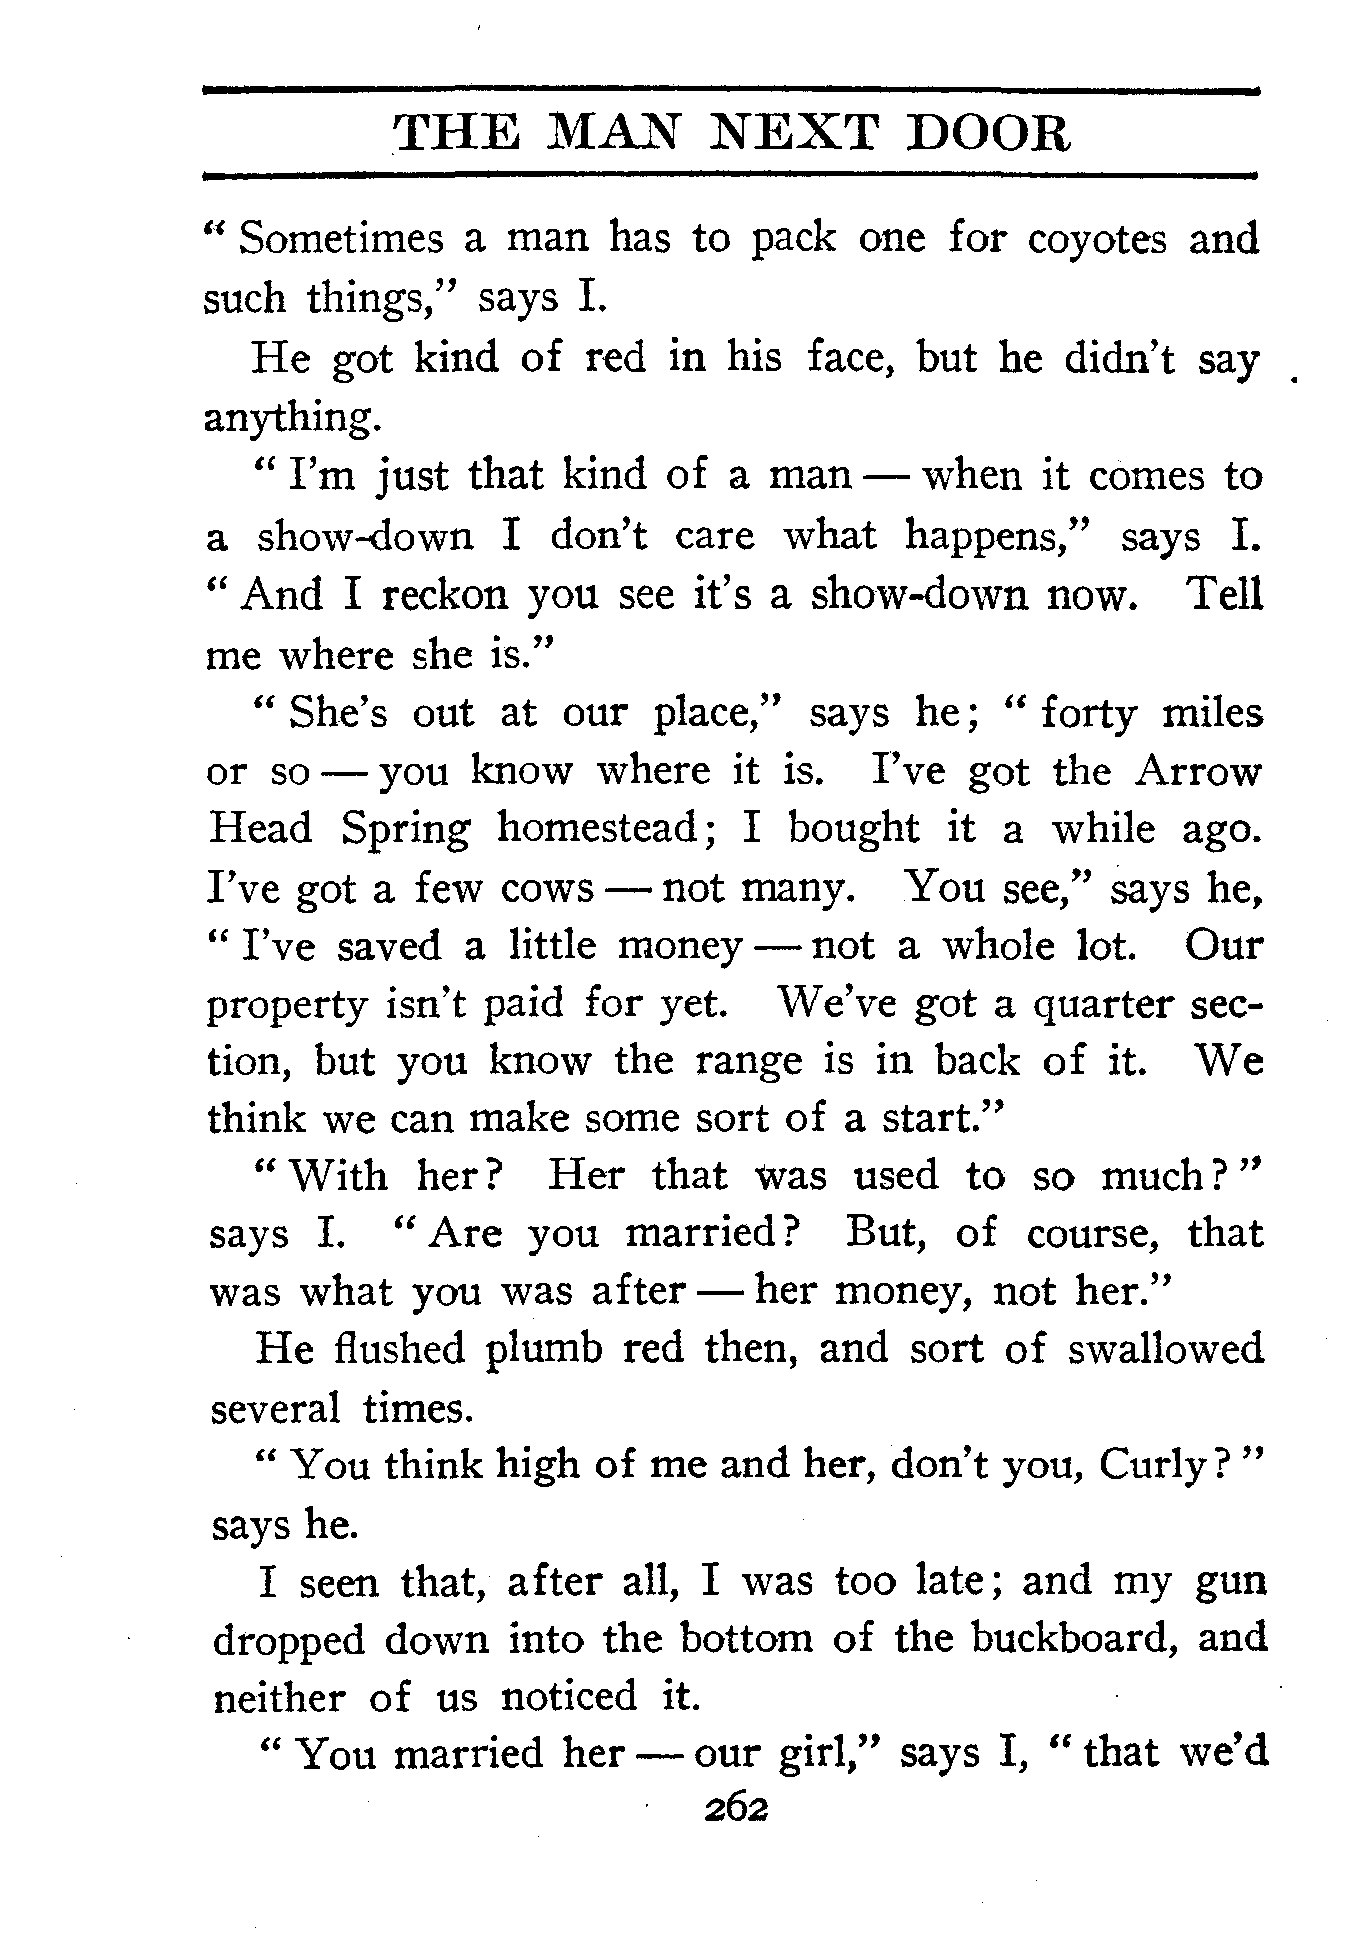 THE MAN NEXT DOOR
" Sometimes a man has to pack one for coyotes and
such things," says I.
He got kind of red in his face, but he didn't say
anything.
" I'm just that kind of a man — when it comes to
a show-down I don't care what happens," says I.
" And I reckon you see it's a show-down now. Tell
me where she is."
" She's out at our place," says he; " forty miles
or so — you know where it is. I've got the Arrow
Head Spring homestead; I bought it a while ago.
I've got a few cows — not many. You see," says he,
" I've saved a little money — not a whole lot. Our
property isn't paid for yet. We've got a quarter sec-
tion, but you know the range is in back of it. We
think we can make some sort of a start."
" With her? Her that was used to so much? "
says I. " Are you married? But, of course, that
was what you was after — her money, not her."
He flushed plumb red then, and sort of swallowed
several times.
" You think high of me and her, don't you, Curly? "
says he.
I seen that, after all, I was too late; and my gun
dropped down into the bottom of the buckboard, and
neither of us noticed it.
" You married her — our girl," says I, " that we'd
262